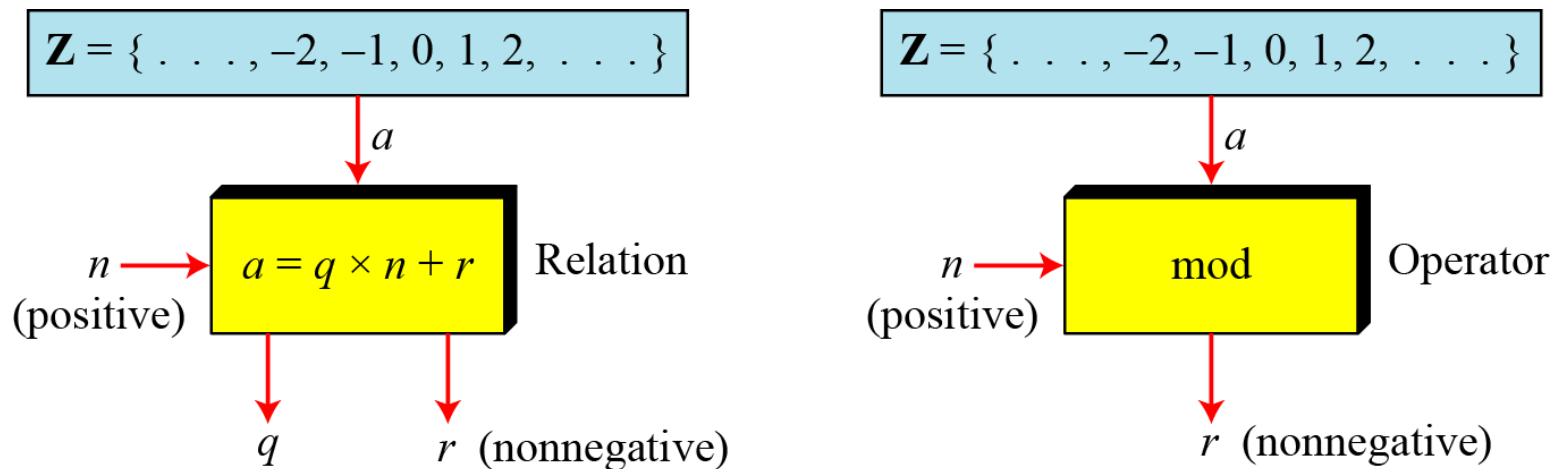 Z = { . . . , –2, –1, 0, 1, 2, . . . }
a
n
(positive)
a = q × n + r
Relation
q
r (nonnegative)
Z = { . . . , –2, –1, 0, 1, 2, . . . }
a
n
(positive)
mod
Operator
r (nonnegative)